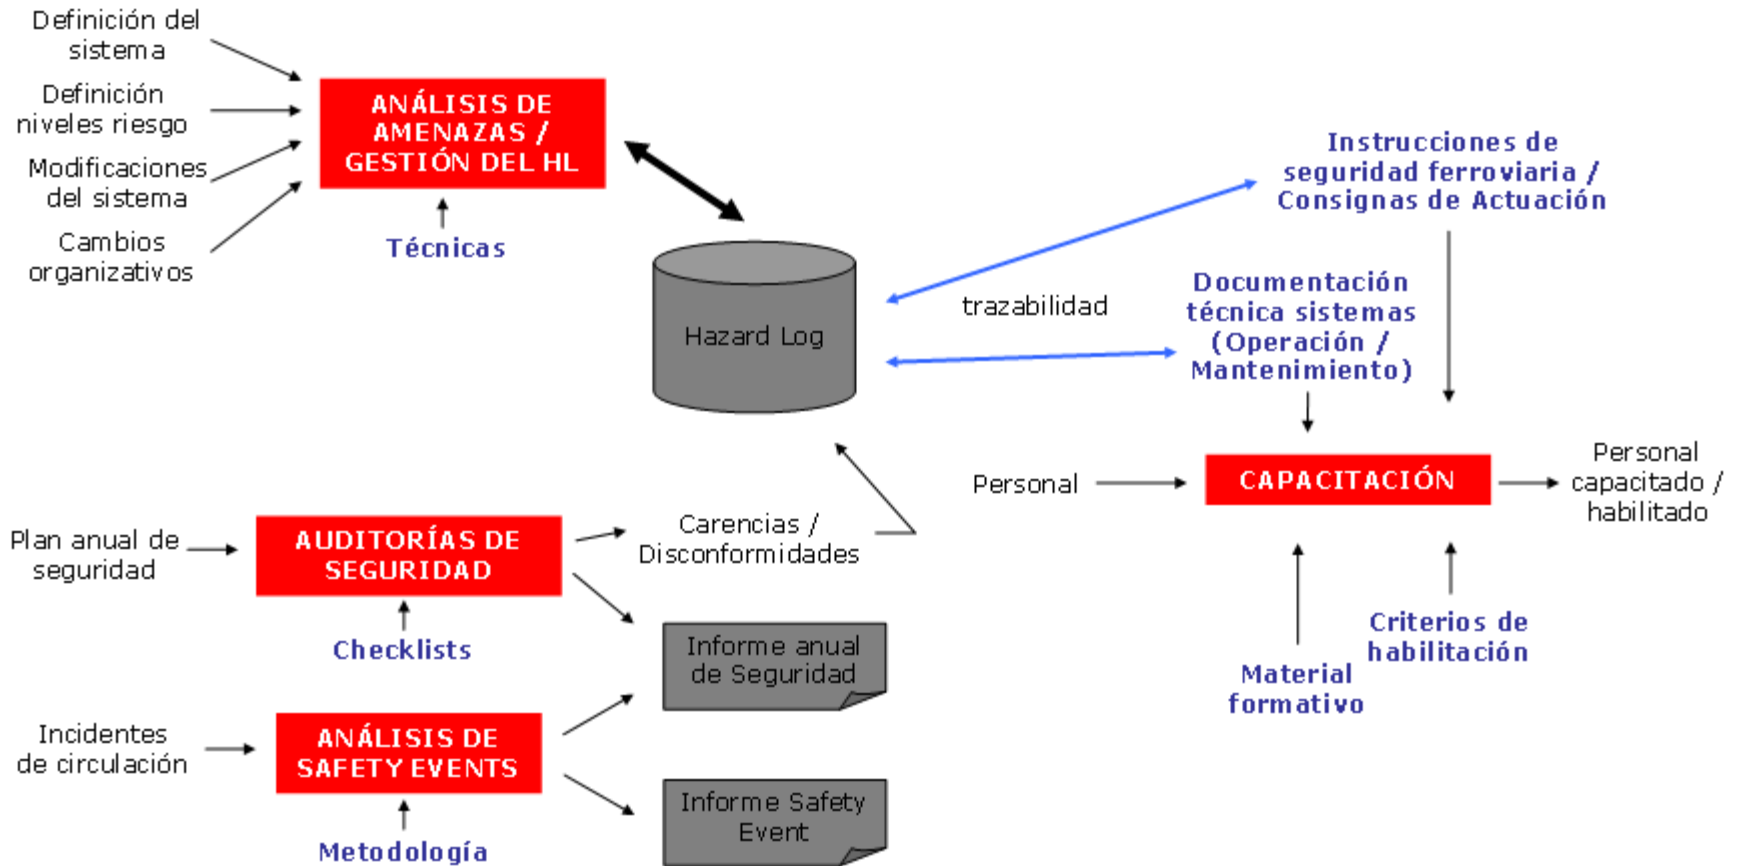 Definición del
sistema
Definición
niveles riesgo
Modificaciones
del sistema
Cambios
organizativos
ANÁLISIS DE
AMENAZAS /
GESTIÓN DEL HL
Técnicas
Hazard Log
trazabilidad
Instrucciones de
seguridad ferroviaria /
Consignas de Actuación
Documentación
técnica sistemas
(Operación /
Mantenimiento)
Personal
CAPACITACIÓN
Personal
capacitado /
habilitado
Criterios de
habilitación
Material
formativo
Plan anual de
seguridad
AUDITORÍAS DE
SEGURIDAD
Checklists
Carencias /
Disconformidades
Informe anual
de Seguridad
Incidentes
de circulación
ANÁLISIS DE
SAFETY EVENTS
Metodología
Informe Safety
Event